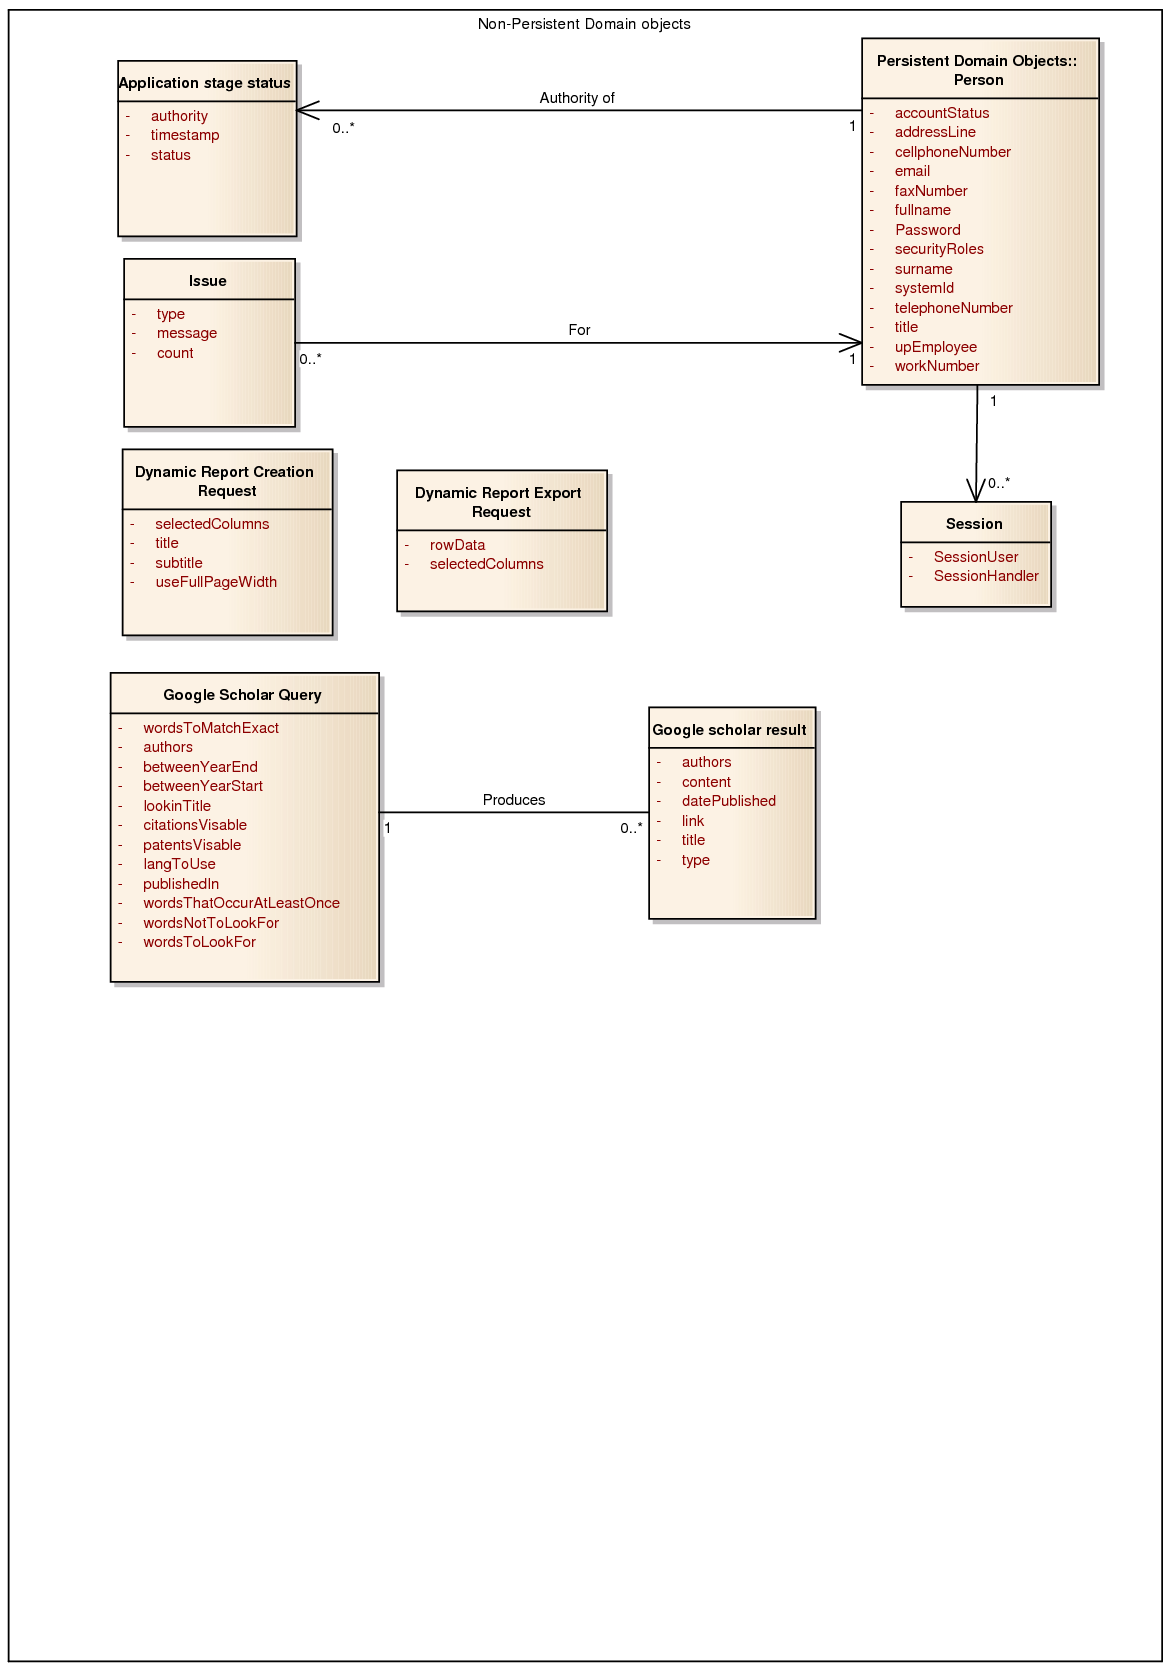 Non-Persistent Domain objects
Application stage status
- authority
- timestamp
- status
Authority of
0..*
1
Persistent Domain Objects::
Person
- accountStatus
- addressLine
- cellphoneNumber
- email
- faxNumber
- fullname
- Password
- securityRoles
- surname
- systemId
- telephoneNumber
- title
- upEmployee
- workNumber
Issue
- type
- message
- count
For
0..*
1
1
0..*
Dynamic Report Creation
Request
- selectedColumns
- title
- subtitle
- useFullPageWidth
Dynamic Report Export
Request
- rowData
- selectedColumns
Session
- SessionUser
- SessionHandler
Google Scholar Query
- wordsToMatchExact
- authors
- betweenYearEnd
- betweenYearStart
- lookinTitle
- citationsVisable
- patentsVisable
- langToUse
- publishedIn
- wordsThatOccurAtLeastOnce
- wordsNotToLookFor
- wordsToLookFor
Produces
1
0..*
Google scholar result
- authors
- content
- datePublished
- link
- title
- type